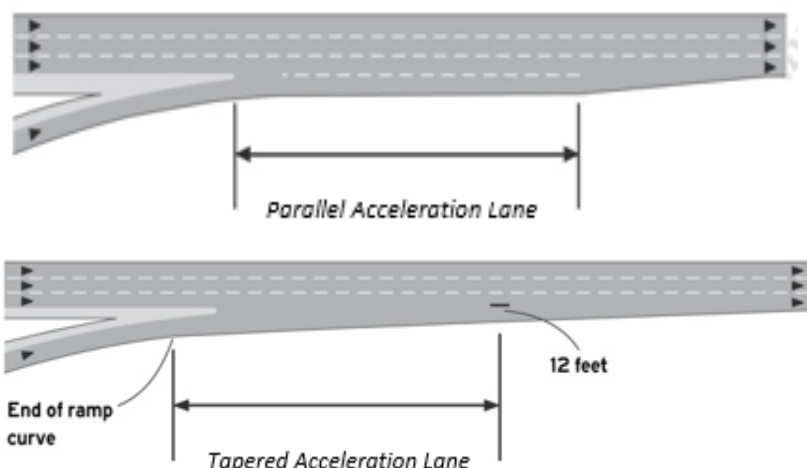 Parallel Acceleration Lane
12 feet
End of ramp
curve
Tapered Acceleration Lane